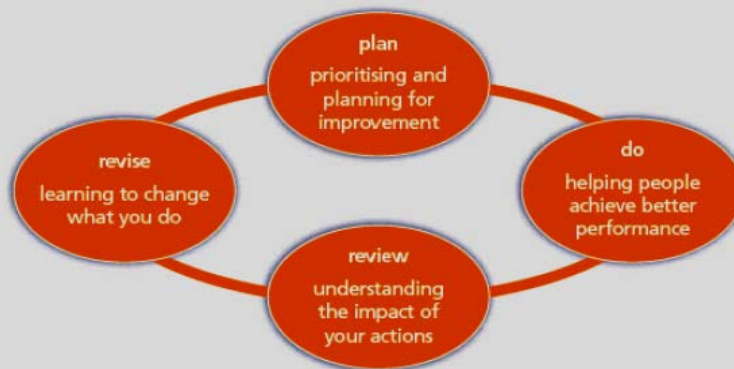 plan
prioritising and
planning for
improvement
do
helping people
achieve better
performance
review
understanding
the impact of
your actions
revise
learning to change
what you do